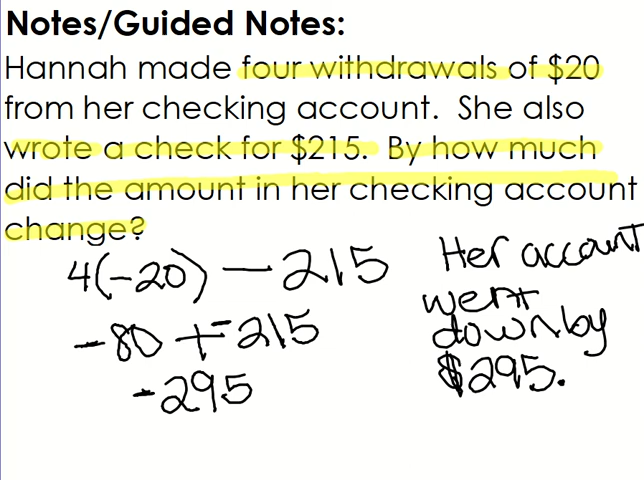 Notes/Guided Notes:
Hannah made four withdrawals of $20
from her checking account. She also
wrote a check for $215. By how much
did the amount in her checking account
change?
4(-20) - 215
-80 + -215
-295
Her account
went
down by
$295.